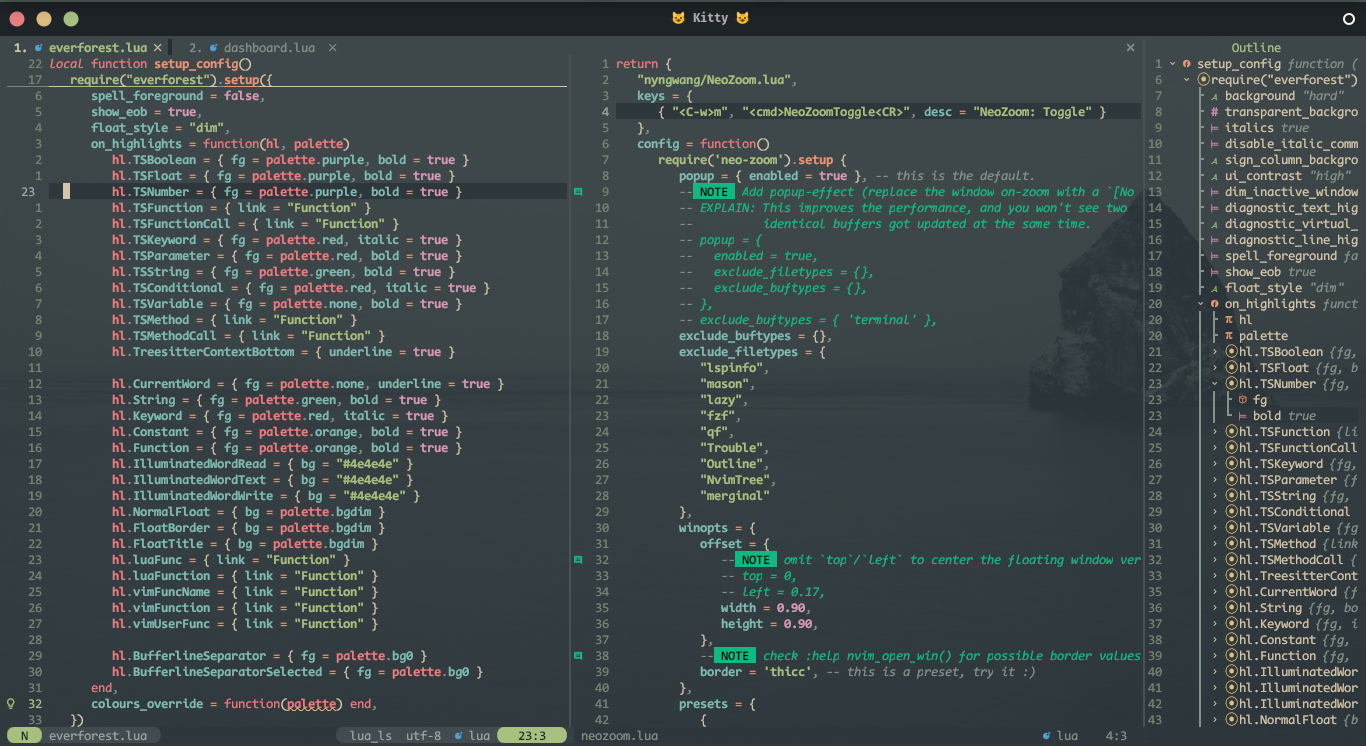 Kitty
1. everforest.lua × 2. dashboard.lua ×
22 local function setup_config()
17 require("everforest").setup({
6 spell_foreground = false,
5 show_eob = true,
4 float_style = "dim",
3 on_highlights = function(hl, palette)
2 hl.TSBoolean = { fg = palette.purple, bold = true }
1 hl.TSFloat = { fg = palette.purple, bold = true }
23 hl.TSNumber = { fg = palette.purple, bold = true }
1 hl.TSFunction = { link = "Function" }
2 hl.TSFunctionCall = { link = "Function" }
3 hl.TSKeyword = { fg = palette.red, italic = true }
4 hl.TSParameter = { fg = palette.red, bold = true }
5 hl.TSString = { fg = palette.green, bold = true }
6 hl.TSConditional = { fg = palette.red, italic = true }
7 hl.TSVariable = { fg = palette.none, bold = true }
8 hl.TSMethod = { link = "Function" }
9 hl.TSMethodCall = { link = "Function" }
10 hl.TreesitterContextBottom = { underline = true }
11
12 hl.CurrentWord = { fg = palette.none, underline = true }
13 hl.String = { fg = palette.green, bold = true }
14 hl.Keyword = { fg = palette.red, italic = true }
15 hl.Constant = { fg = palette.orange, bold = true }
16 hl.Function = { fg = palette.orange, bold = true }
17 hl.IlluminatedWordRead = { bg = "#4e4e4e" }
18 hl.IlluminatedWordText = { bg = "#4e4e4e" }
19 hl.IlluminatedWordWrite = { bg = "#4e4e4e" }
20 hl.NormalFloat = { bg = palette.bgdim }
21 hl.FloatBorder = { bg = palette.bgdim }
22 hl.FloatTitle = { bg = palette.bgdim }
23 hl.luaFunc = { link = "Function" }
24 hl.luaFunction = { link = "Function" }
25 hl.vimFuncName = { link = "Function" }
26 hl.vimFunction = { link = "Function" }
27 hl.vimUserFunc = { link = "Function" }
28
29 hl.BufferlineSeparator = { fg = palette.bg0 }
30 hl.BufferlineSeparatorSelected = { fg = palette.bg0 }
31 end,
32 colours_override = function(palette) end,
33 })
N everforest.lua lua_ls utf-8 lua 23:3
×
1 return {
2 "nyngwang/NeoZoom.lua",
3 keys = {
4 { "<C-w>m", "<cmd>NeoZoomToggle<CR>", desc = "NeoZoom: Toggle" }
5 },
6 config = function()
7 require('neo-zoom').setup {
8 popup = { enabled = true }, -- this is the default.
9 -- NOTE Add popup-effect (replace the window on-zoom with a `[No
10 -- EXPLAIN: This improves the performance, and you won't see two
11 -- identical buffers got updated at the same time.
12 -- popup = {
13 -- enabled = true,
14 -- exclude_filetypes = {},
15 -- exclude_buftypes = {},
16 -- },
17 -- exclude_buftypes = { 'terminal' },
18 exclude_buftypes = {},
19 exclude_filetypes = {
20 "lspinfo",
21 "mason",
22 "lazy",
23 "fzf",
24 "qf",
25 "Trouble",
26 "Outline",
27 "NvimTree",
28 "merginal"
29 },
30 winopts = {
31 offset = {
32 -- NOTE omit `top`/`left` to center the floating window ver
33 -- top = 0,
34 -- left = 0.17,
35 width = 0.90,
36 height = 0.90,
37 },
38 -- NOTE check :help nvim_open_win() for possible border values
39 border = 'thicc', -- this is a preset, try it :)
40 },
41 presets = {
42 {
neozoom.lua lua 4:3
Outline
1 setup_config function (
6 require("everforest")
7 background "hard"
8 # transparent_backgro
9 italics true
10 disable_italic_comm
11 sign_column_backgro
12 ui_contrast "high"
13 dim_inactive_window
14 diagnostic_text_hig
15 diagnostic_virtual_
16 diagnostic_line_hig
17 spell_foreground fa
18 show_eob true
19 float_style "dim"
20 on_highlights funct
20 π hl
20 π palette
21 hl.TSBoolean {fg,
22 hl.TSFloat {fg, b
23 hl.TSNumber {fg,
23 fg
23 bold true
24 hl.TSFunction {li
25 hl.TSFunctionCall
26 hl.TSKeyword {fg,
27 hl.TSParameter {f
28 hl.TSString {fg,
29 hl.TSConditional
30 hl.TSVariable {fg
31 hl.TSMethod {link
32 hl.TSMethodCall {
33 hl.TreesitterCont
35 hl.CurrentWord {f
36 hl.String {fg, bo
37 hl.Keyword {fg, i
38 hl.Constant {fg,
39 hl.Function {fg,
40 hl.IlluminatedWor
41 hl.IlluminatedWor
42 hl.IlluminatedWor
43 hl.NormalFloat {b